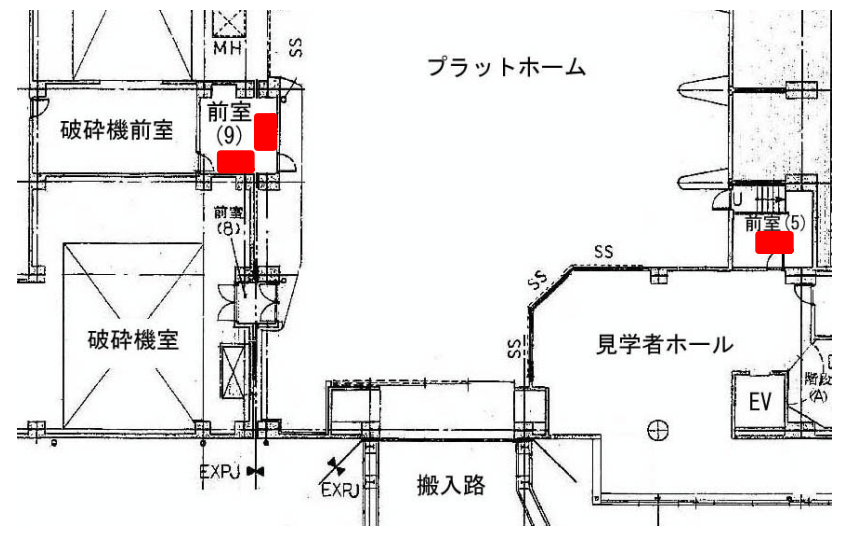 MH
SS
プラットホーム
前室
(9)
破砕機前室
U
前室(5)
前室
(8)
SS
SS
SS
破砕機室
見学者ホール
階段
(A)
EV
EXPJ
EXPJ
搬入路